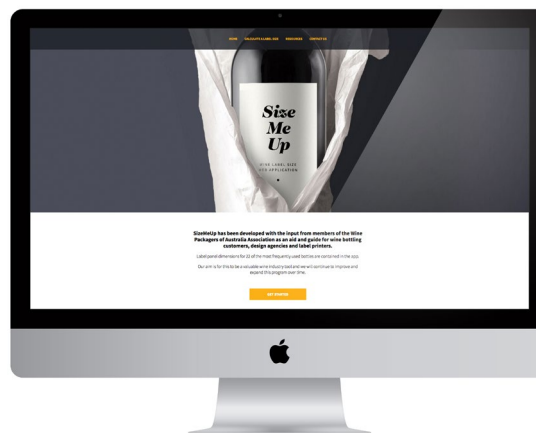 HOME CALCULATE A LABEL SIZE RESOURCES CONTACT US
Size
Me
Up
WINE LABEL SIZE
WEB APPLICATION
SizeMeUp has been developed with the input from members of the Wine
Packagers of Australia Association as an aid and guide for wine bottling
customers, design agencies and label printers.
Label panel dimensions for 32 of the most frequently used bottles are contained in the app.
Our aim is for this to be a valuable wine industry tool and we will continue to improve and
expand this program over time.
GET STARTED